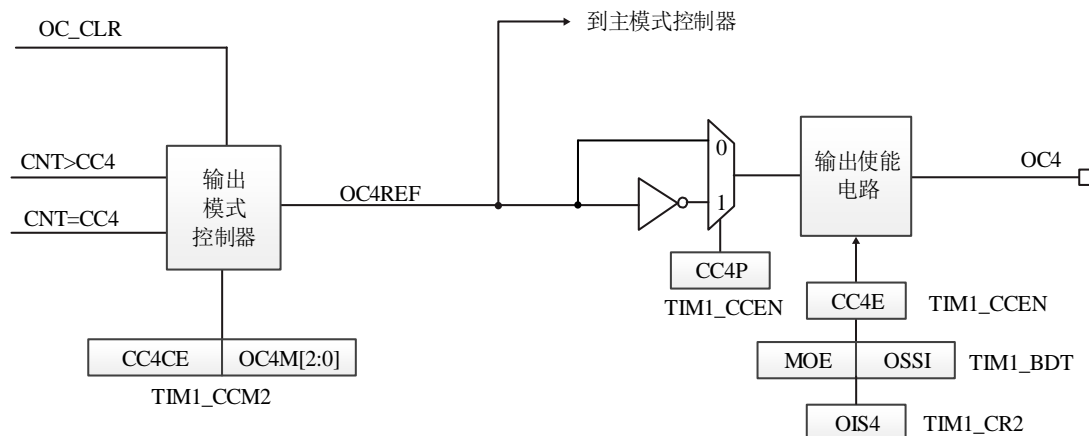 OC_CLR
到主模式控制器
CNT>CC4
CNT=CC4
输出
模式
控制器
OC4REF
0
1
输出使能
电路
OC4
CC4P
TIM1_CCEN
CC4E
TIM1_CCEN
CC4CE
OC4M[2:0]
TIM1_CCM2
MOE
OSSI
TIM1_BDT
OIS4
TIM1_CR2